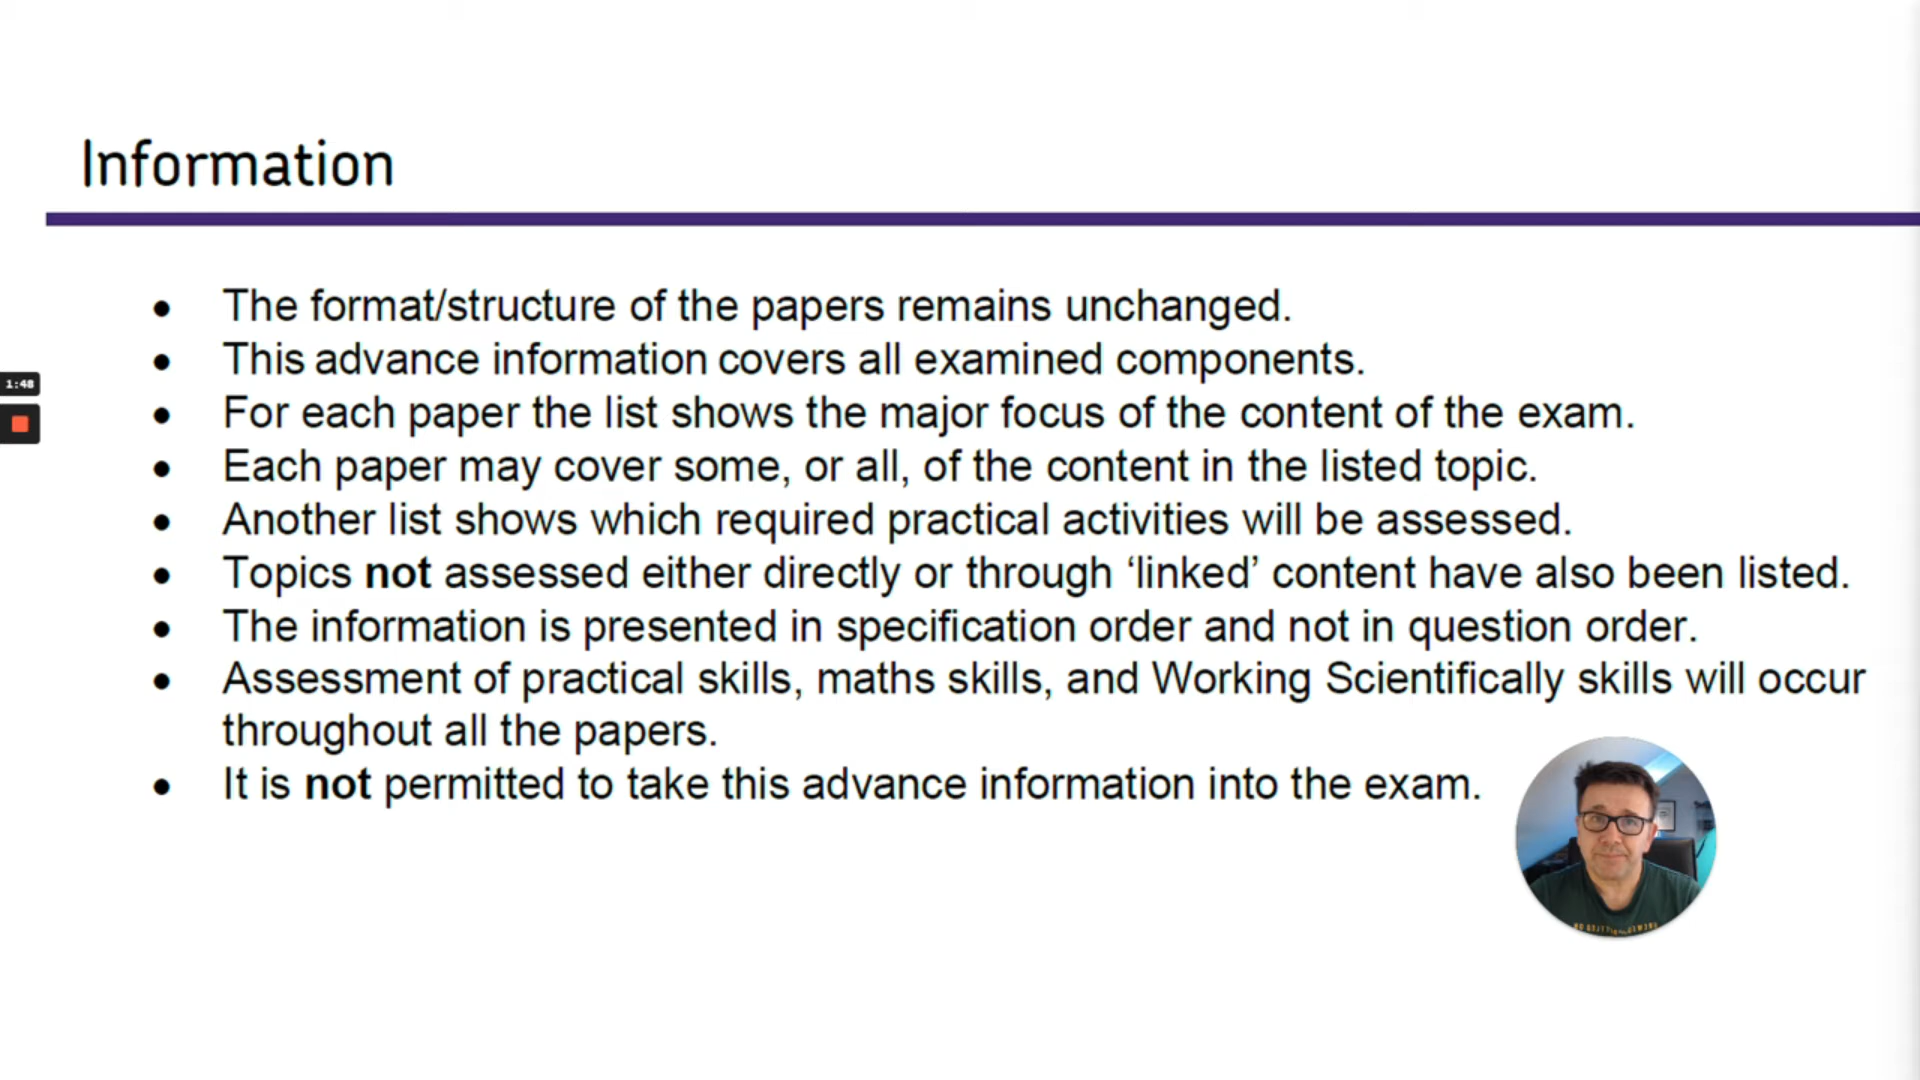 Information
● The format/structure of the papers remains unchanged.
● This advance information covers all examined components.
● For each paper the list shows the major focus of the content of the exam.
● Each paper may cover some, or all, of the content in the listed topic.
● Another list shows which required practical activities will be assessed.
● Topics not assessed either directly or through ‘linked’ content have also been listed.
● The information is presented in specification order and not in question order.
● Assessment of practical skills, maths skills, and Working Scientifically skills will occur
throughout all the papers.
● It is not permitted to take this advance information into the exam.
1:48